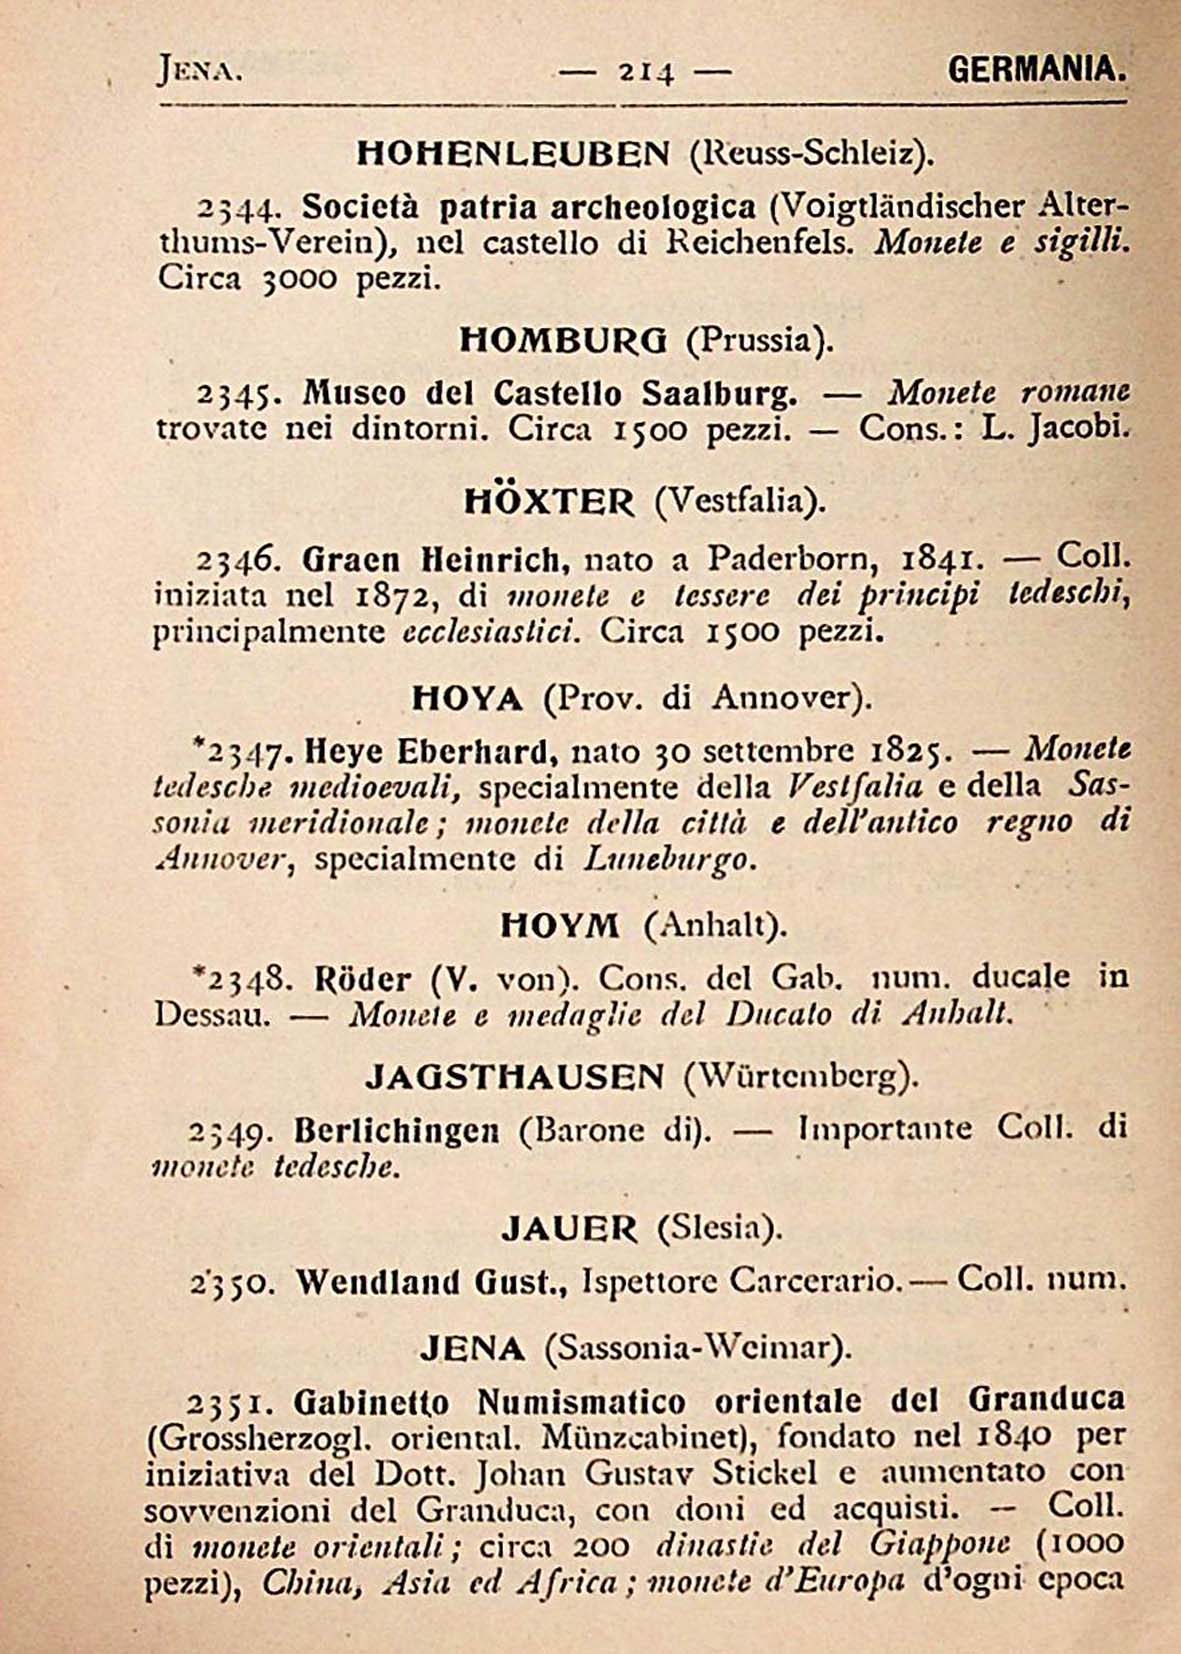 JENA. — 214 — GERMANIA.
HOHENLEUBEN (Reuss-Schleiz).
2344. Società patria archeologica (Voigtländischer Alter-
thums-Verein), nel castello di Reichenfels. Monete e sigilli.
Circa 3000 pezzi.
HOMBURG (Prussia).
2345. Museo del Castello Saalburg. — Monete romane
trovate nei dintorni. Circa 1500 pezzi. — Cons.: L. Jacobi.
HÖXTER (Vestfalia).
2346. Graen Heinrich, nato a Paderborn, 1841. — Coll.
iniziata nel 1872, di monete e tessere dei principi tedeschi,
principalmente ecclesiastici. Circa 1500 pezzi.
HOYA (Prov. di Annover).
*2347. Heye Eberhard, nato 30 settembre 1825. — Monete
tedesche medioevali, specialmente della Vestfalia e della Sas-
sonia meridionale; monete della città e dell'antico regno di
Annover, specialmente di Luneburgo.
HOYM (Anhalt).
*2348. Röder (V. von). Cons. del Gab. num. ducale in
Dessau. — Monete e medaglie del Ducato di Anhalt.
JAGSTHAUSEN (Würtemberg).
2349. Berlichingen (Barone di). — Importante Coll. di
monete tedesche.
JAUER (Slesia).
2350. Wendland Gust., Ispettore Carcerario. — Coll. num.
JENA (Sassonia-Weimar).
2351. Gabinetto Numismatico orientale del Granduca
(Grossherzogl. oriental. Münzcabinet), fondato nel 1840 per
iniziativa del Dott. Johan Gustav Stickel e aumentato con
sovvenzioni del Granduca, con doni ed acquisti. — Coll.
di monete orientali; circa 200 dinastie del Giappone (1000
pezzi), China, Asia ed Africa; monete d'Europa d'ogni epoca